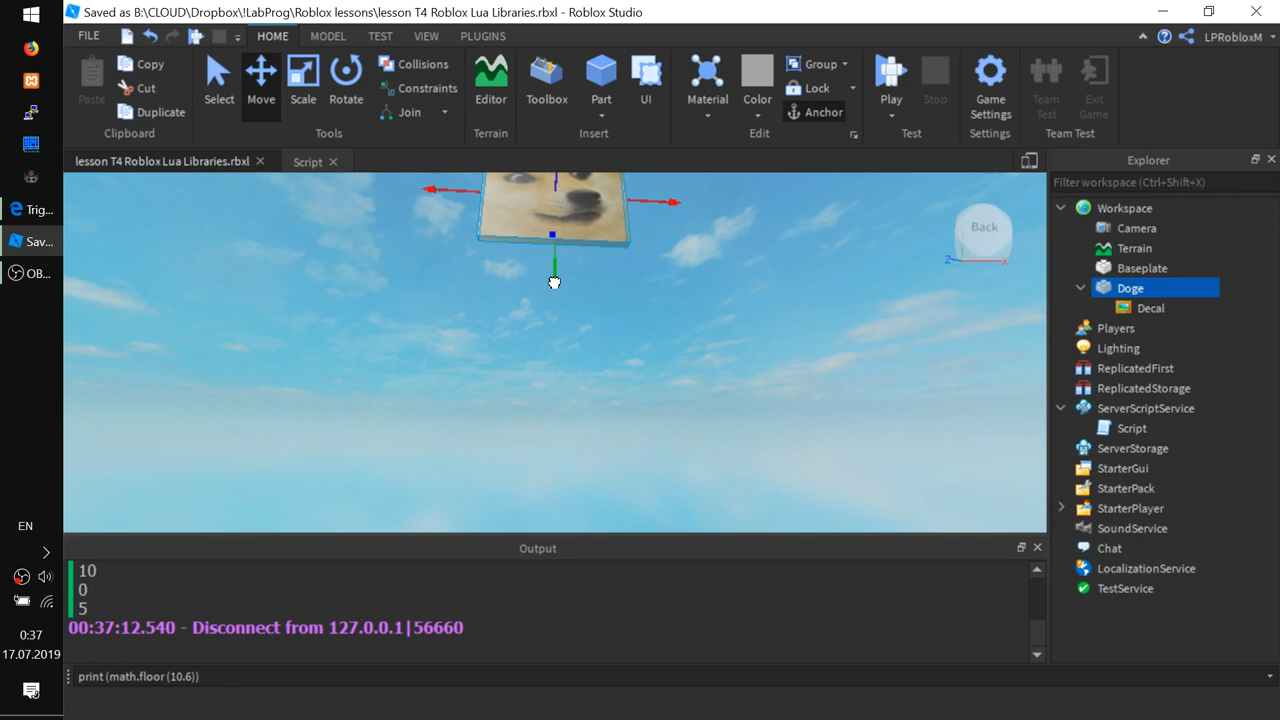 Saved as B:\CLOUD\Dropbox\!LabProg\Roblox lessons\lesson T4 Roblox Lua Libraries.rbxl - Roblox Studio
FILE
HOME
MODEL
TEST
VIEW
PLUGINS
LPRobloxM
Paste
Copy
Cut
Duplicate
Clipboard
Select
Move
Scale
Rotate
Collisions
Constraints
Join
Tools
Editor
Terrain
Toolbox
Part
UI
Insert
Material
Color
Group
Lock
Anchor
Edit
Play
Stop
Test
Game
Settings
Settings
Team
Test
Exit
Game
Team Test
lesson T4 Roblox Lua Libraries.rbxl
Script
Explorer
Filter workspace (Ctrl+Shift+X)
Workspace
Camera
Terrain
Baseplate
Doge
Decal
Players
Lighting
ReplicatedFirst
ReplicatedStorage
ServerScriptService
Script
ServerStorage
StarterGui
StarterPack
StarterPlayer
SoundService
Chat
LocalizationService
TestService
Back
Z
X
Output
10
0
5
00:37:12.540 - Disconnect from 127.0.0.1|56660
print (math.floor (10.6))
Trig...
Sav...
OB...
EN
0:37
17.07.2019